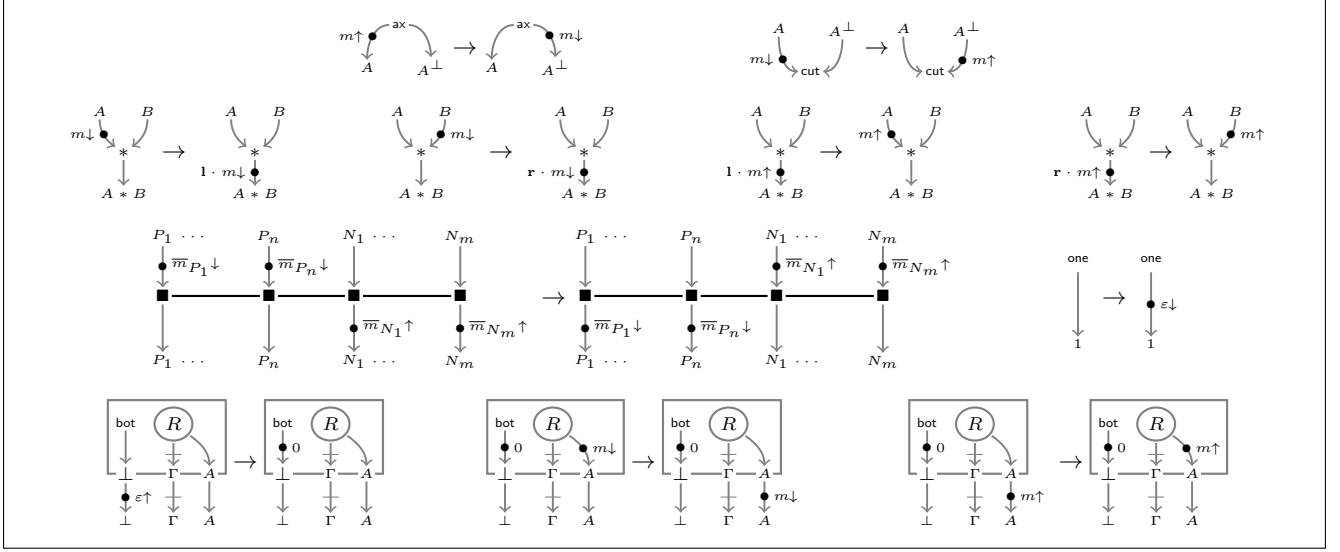 ax → ax
m↑ m↓
A A⊥ A A⊥
A A⊥ → A A⊥
m↓ cut cut m↑
A B A B A B A B A B A B A B A B
m↓ ∗ → ∗ ∗ m↓ → ∗ ∗ → m↑ ∗ ∗ → ∗ m↑
l · m↓ r · m↓ l · m↑ r · m↑
A ∗ B A ∗ B A ∗ B A ∗ B A ∗ B A ∗ B A ∗ B A ∗ B
P₁ ··· Pₙ N₁ ··· Nₘ P₁ ··· Pₙ N₁ ··· Nₘ
m̅P₁↓ m̅Pₙ↓ m̅N₁↑ m̅Nₘ↑
→
m̅N₁↑ m̅Nₘ↑ m̅P₁↓ m̅Pₙ↓
P₁ ··· Pₙ N₁ ··· Nₘ P₁ ··· Pₙ N₁ ··· Nₘ
one one
→ ε↓
1 1
bot R bot R bot R bot R bot R bot R
0 0 m↓ 0 0 0 m↑
⊥ Γ A → ⊥ Γ A ⊥ Γ A → ⊥ Γ A ⊥ Γ A → ⊥ Γ A
ε↑ m↓ m↑
⊥ Γ A ⊥ Γ A ⊥ Γ A ⊥ Γ A ⊥ Γ A ⊥ Γ A